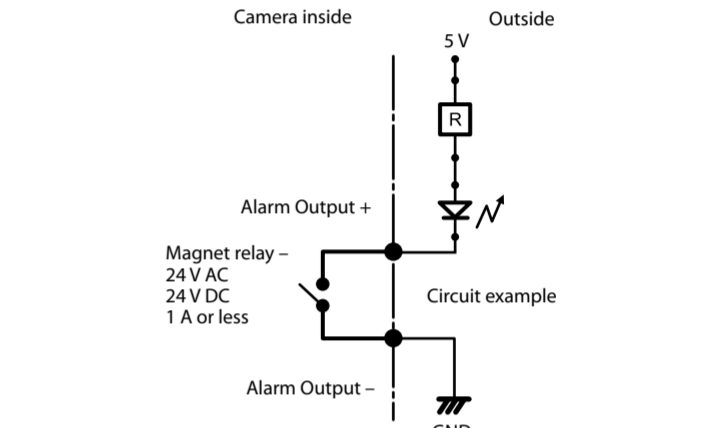 Camera inside
Outside
5 V
R
Alarm Output +
Magnet relay –
24 V AC
24 V DC
1 A or less
Circuit example
Alarm Output –